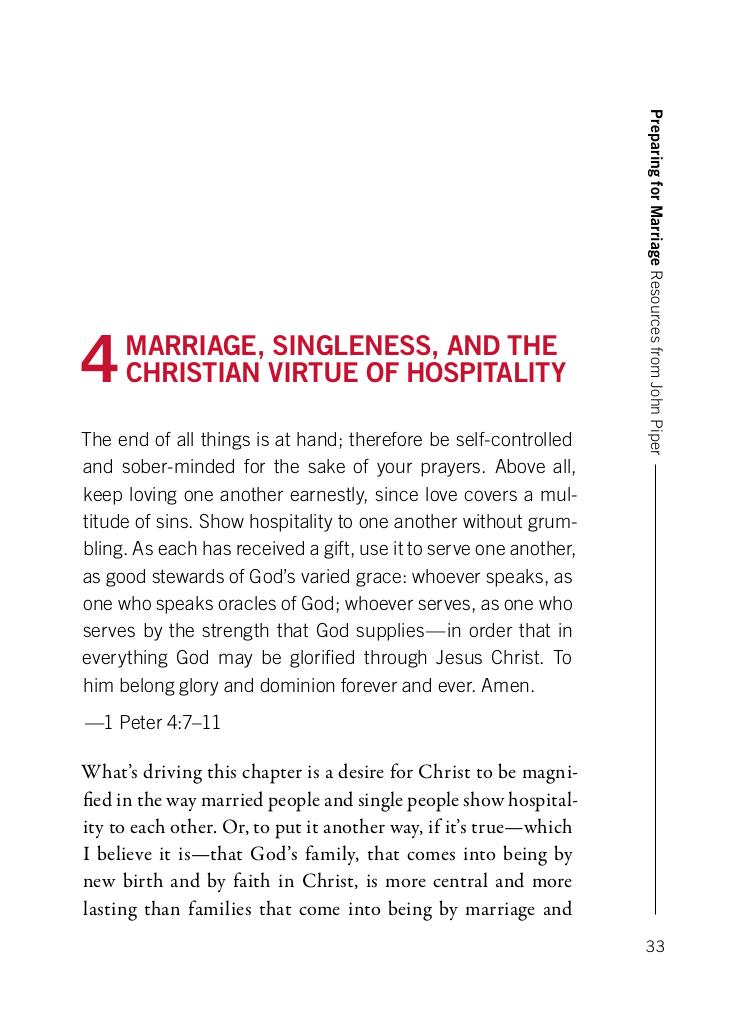 Preparing for Marriage Resources from John Piper
4 MARRIAGE, SINGLENESS, AND THE
CHRISTIAN VIRTUE OF HOSPITALITY
The end of all things is at hand; therefore be self-controlled
and sober-minded for the sake of your prayers. Above all,
keep loving one another earnestly, since love covers a mul-
titude of sins. Show hospitality to one another without grum-
bling. As each has received a gift, use it to serve one another,
as good stewards of God’s varied grace: whoever speaks, as
one who speaks oracles of God; whoever serves, as one who
serves by the strength that God supplies—in order that in
everything God may be glorified through Jesus Christ. To
him belong glory and dominion forever and ever. Amen.
—1 Peter 4:7–11
What’s driving this chapter is a desire for Christ to be magni-
fied in the way married people and single people show hospital-
ity to each other. Or, to put it another way, if it’s true—which
I believe it is—that God’s family, that comes into being by
new birth and by faith in Christ, is more central and more
lasting than families that come into being by marriage and
33